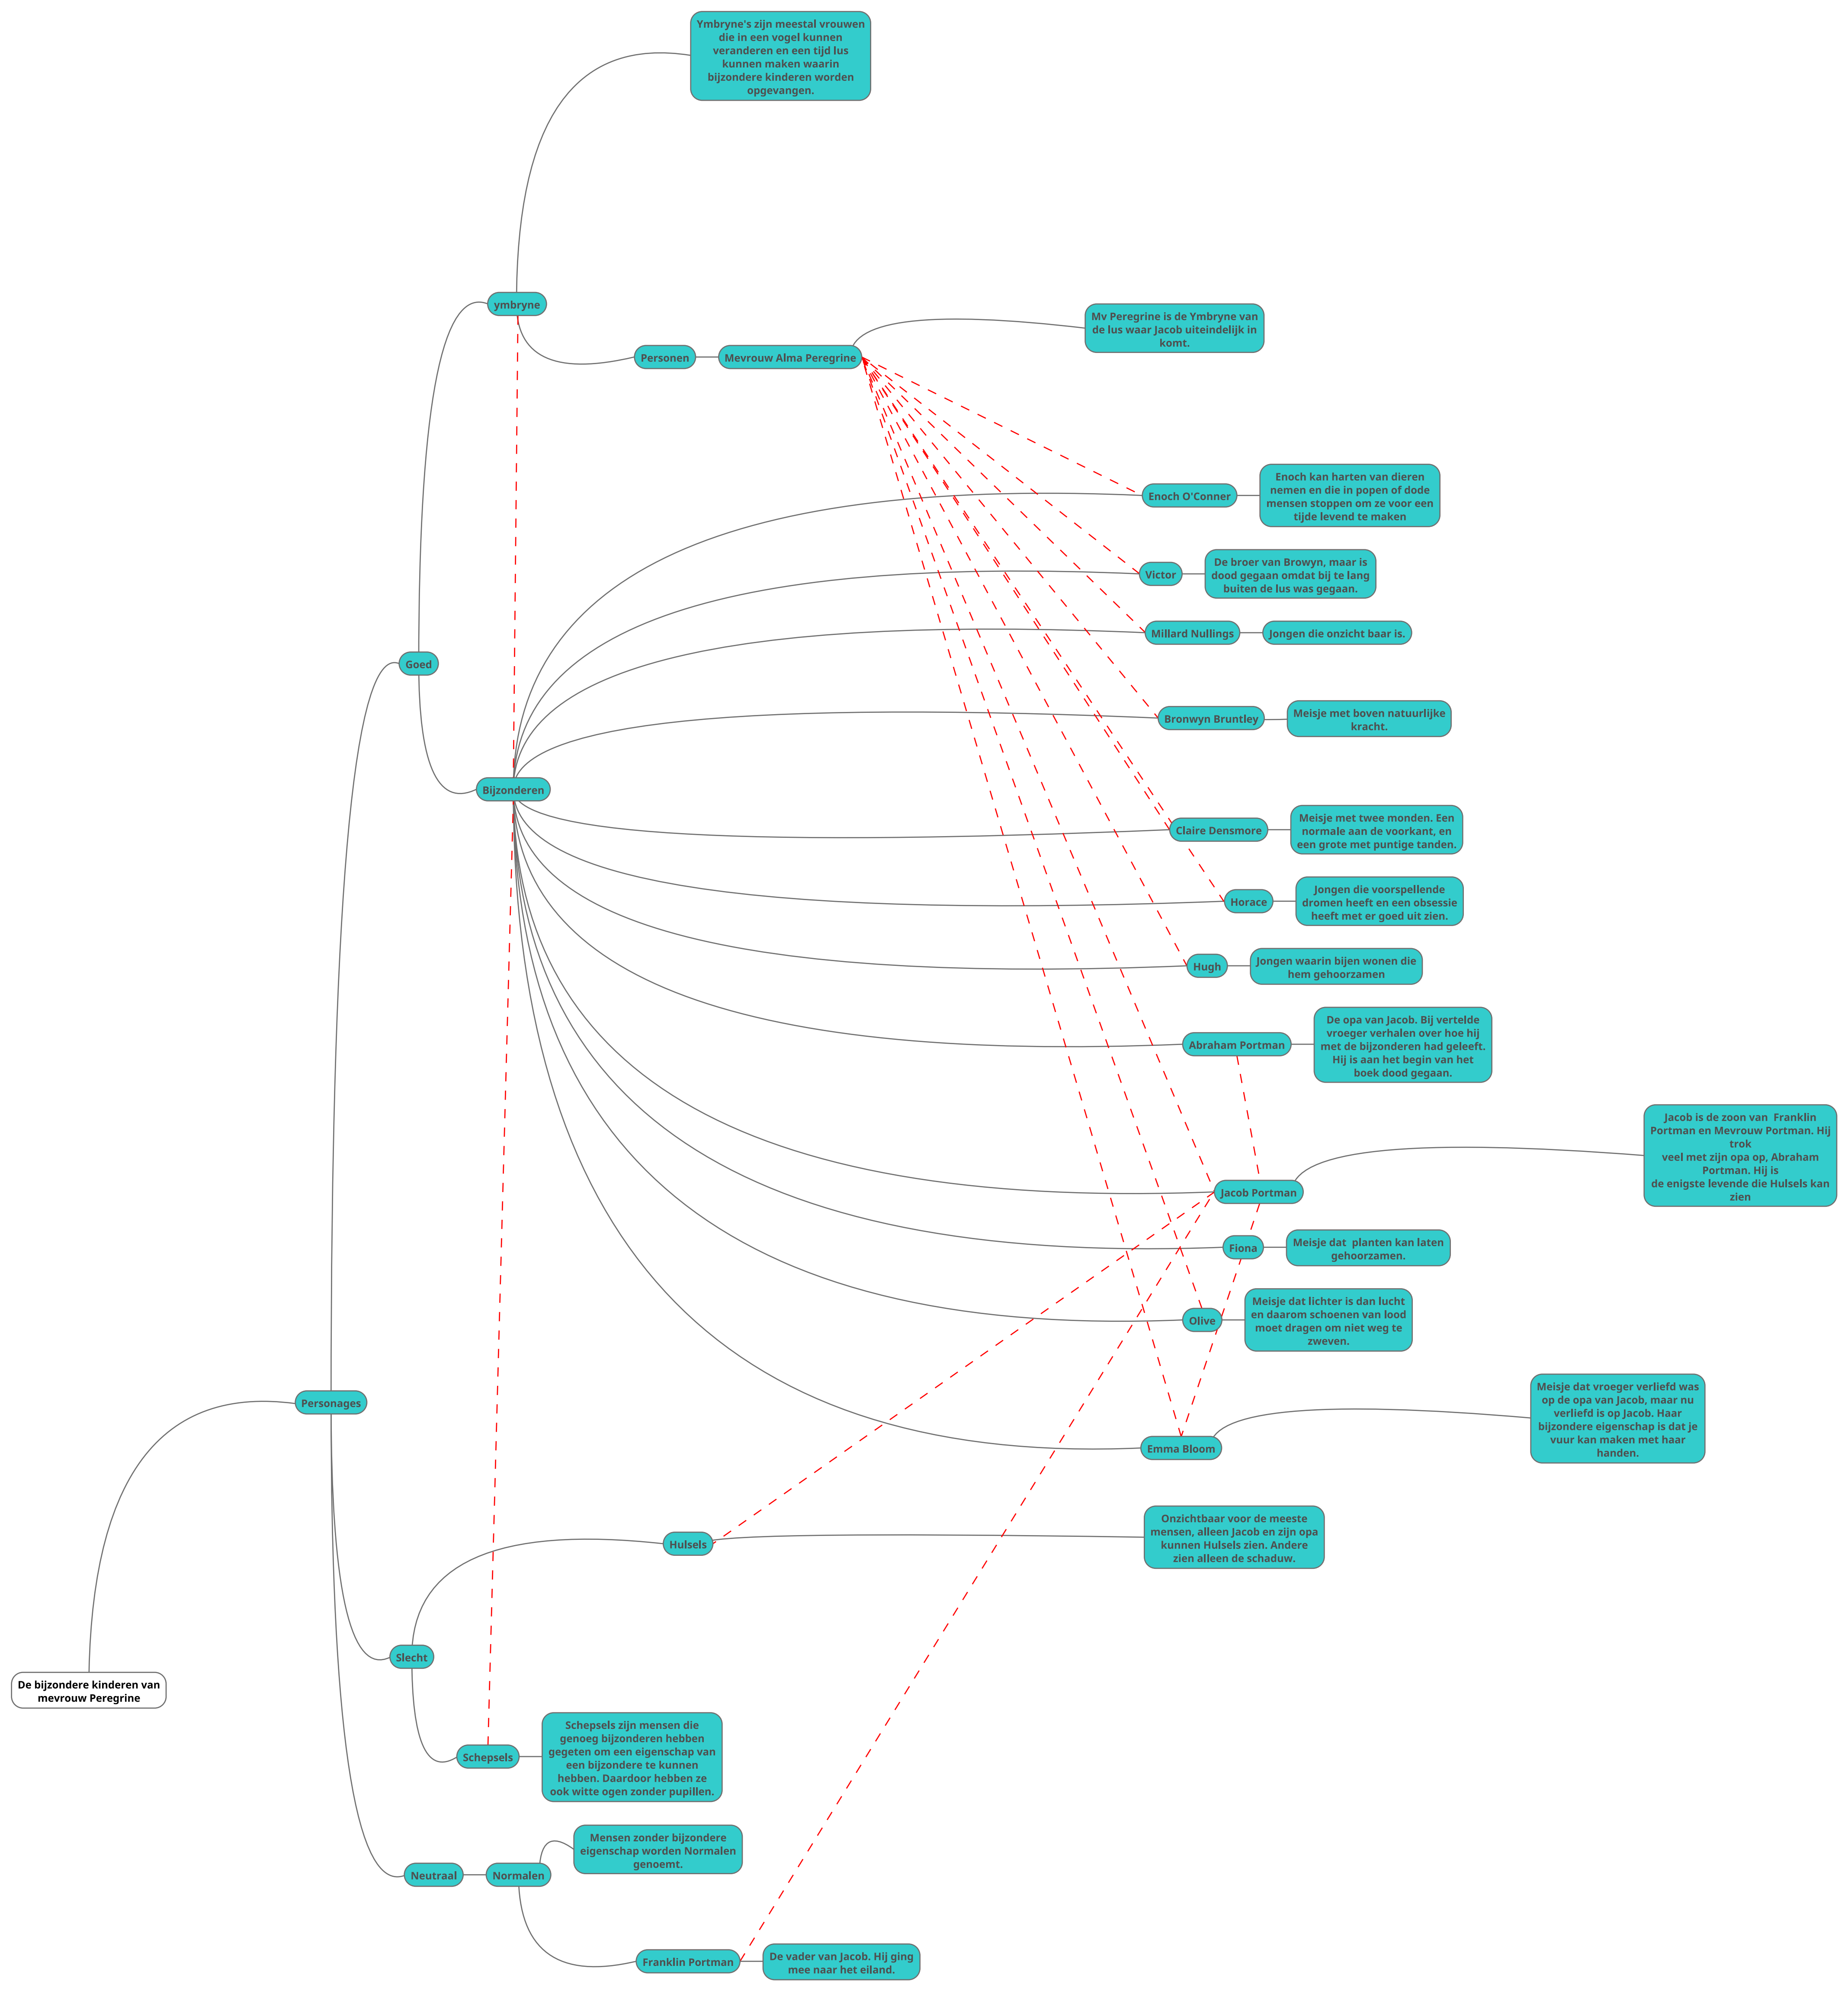 Ymbryne's zijn meestal vrouwen
die in een vogel kunnen
veranderen en een tijd lus
kunnen maken waarin
bijzondere kinderen worden
opgevangen.
ymbryne
Personen
Mevrouw Alma Peregrine
Mv Peregrine is de Ymbryne van
de lus waar Jacob uiteindelijk in
komt.
Enoch O'Conner
Enoch kan harten van dieren
nemen en die in popen of dode
mensen stoppen om ze voor een
tijde levend te maken
Victor
De broer van Browyn, maar is
dood gegaan omdat bij te lang
buiten de lus was gegaan.
Millard Nullings
Jongen die onzicht baar is.
Goed
Bronwyn Bruntley
Meisje met boven natuurlijke
kracht.
Bijzonderen
Claire Densmore
Meisje met twee monden. Een
normale aan de voorkant, en
een grote met puntige tanden.
Horace
Jongen die voorspellende
dromen heeft en een obsessie
heeft met er goed uit zien.
Hugh
Jongen waarin bijen wonen die
hem gehoorzamen
Abraham Portman
De opa van Jacob. Bij vertelde
vroeger verhalen over hoe hij
met de bijzonderen had geleeft.
Hij is aan het begin van het
boek dood gegaan.
Jacob Portman
Jacob is de zoon van  Franklin
Portman en Mevrouw Portman. Hij
trok
veel met zijn opa op, Abraham
Portman. Hij is
de enigste levende die Hulsels kan
zien
Fiona
Meisje dat  planten kan laten
gehoorzamen.
Olive
Meisje dat lichter is dan lucht
en daarom schoenen van lood
moet dragen om niet weg te
zweven.
Personages
Emma Bloom
Meisje dat vroeger verliefd was
op de opa van Jacob, maar nu
verliefd is op Jacob. Haar
bijzondere eigenschap is dat je
vuur kan maken met haar
handen.
Hulsels
Onzichtbaar voor de meeste
mensen, alleen Jacob en zijn opa
kunnen Hulsels zien. Andere
zien alleen de schaduw.
Slecht
De bijzondere kinderen van
mevrouw Peregrine
Schepsels
Schepsels zijn mensen die
genoeg bijzonderen hebben
gegeten om een eigenschap van
een bijzondere te kunnen
hebben. Daardoor hebben ze
ook witte ogen zonder pupillen.
Neutraal
Normalen
Mensen zonder bijzondere
eigenschap worden Normalen
genoemt.
Franklin Portman
De vader van Jacob. Hij ging
mee naar het eiland.